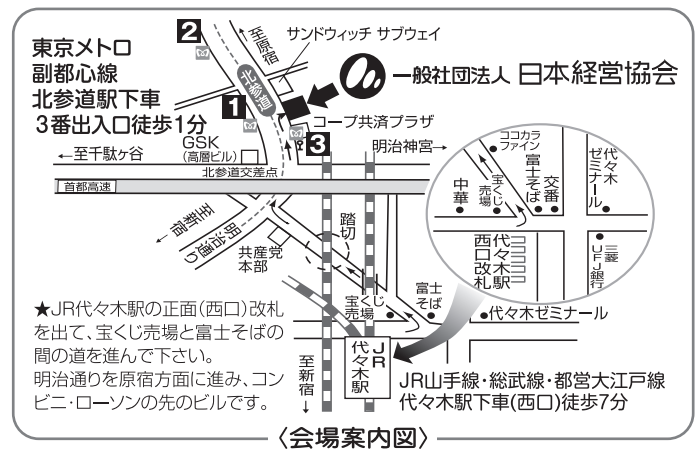 東京メトロ
副都心線
北参道駅下車
3番出入口徒歩1分
2
至原宿
サンドウィッチ サブウェイ
北参道
一般社団法人 日本経営協会
1
コープ共済プラザ
3
GSK
(高層ビル)
←至千駄ヶ谷
明治神宮→
北参道交差点
首都高速
至新宿
明治通り
共産党
本部
踏切
宝くじ
売場
富士
そば
代々木ゼミナール
ココカラ
ファイン
代々木
ゼミナール
中華
宝くじ
売場
富士そば
交番
代々木駅
西口改札
三菱
UFJ銀行
★JR代々木駅の正面(西口)改札
を出て、宝くじ売場と富士そばの
間の道を進んで下さい。
明治通りを原宿方面に進み、コン
ビニ・ローソンの先のビルです。
至新宿
↓
JR
代々木駅
JR山手線・総武線・都営大江戸線
代々木駅下車(西口)徒歩7分
〈会場案内図〉